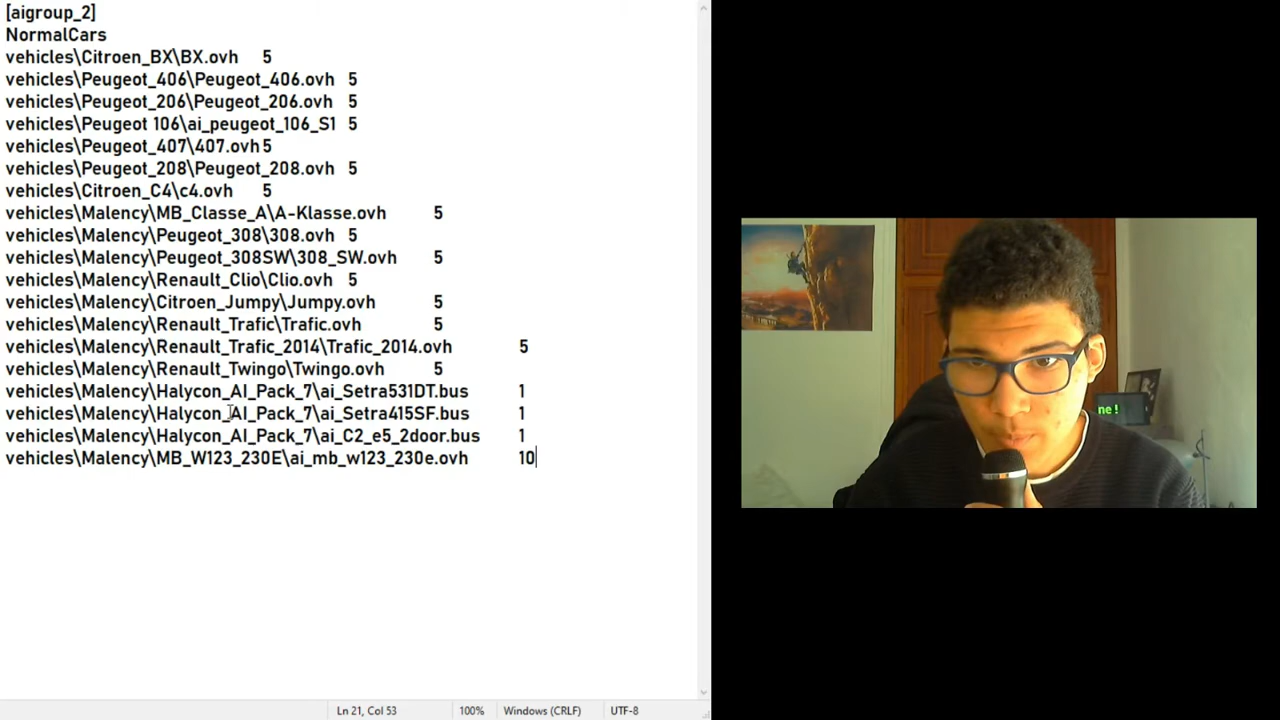 [aigroup_2]
NormalCars
vehicles\Citroen_BX\BX.ovh	5
vehicles\Peugeot_406\Peugeot_406.ovh	5
vehicles\Peugeot_206\Peugeot_206.ovh	5
vehicles\Peugeot 106\ai_peugeot_106_S1	5
vehicles\Peugeot_407\407.ovh	5
vehicles\Peugeot_208\Peugeot_208.ovh	5
vehicles\Citroen_C4\c4.ovh	5
vehicles\Malency\MB_Classe_A\A-Klasse.ovh	5
vehicles\Malency\Peugeot_308\308.ovh	5
vehicles\Malency\Peugeot_308SW\308_SW.ovh	5
vehicles\Malency\Renault_Clio\Clio.ovh	5
vehicles\Malency\Citroen_Jumpy\Jumpy.ovh	5
vehicles\Malency\Renault_Trafic\Trafic.ovh	5
vehicles\Malency\Renault_Trafic_2014\Trafic_2014.ovh	5
vehicles\Malency\Renault_Twingo\Twingo.ovh	5
vehicles\Malency\Halycon_AI_Pack_7\ai_Setra531DT.bus	1
vehicles\Malency\Halycon_AI_Pack_7\ai_Setra415SF.bus	1
vehicles\Malency\Halycon_AI_Pack_7\ai_C2_e5_2door.bus	1
vehicles\Malency\MB_W123_230E\ai_mb_w123_230e.ovh	10
Ln 21, Col 53	100%	Windows (CRLF)	UTF-8
ne!